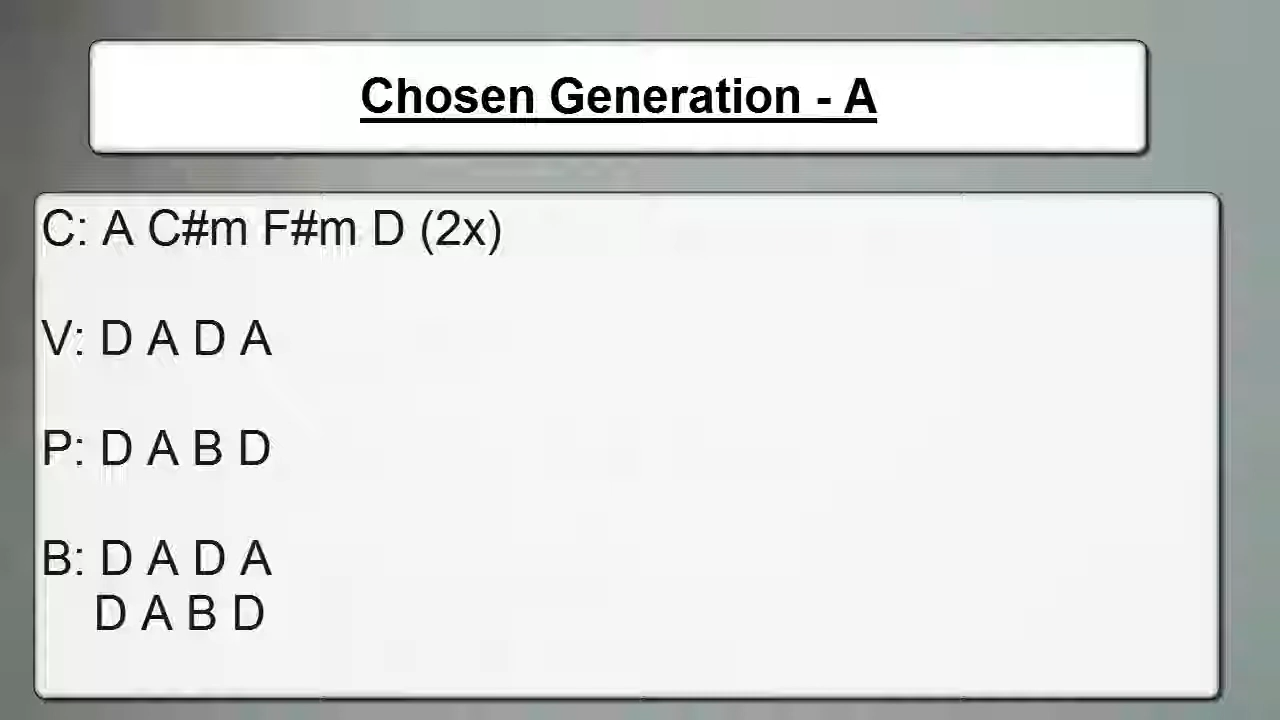 Chosen Generation - A
C: A C#m F#m D (2x)
V: D A D A
P: D A B D
B: D A D A
D A B D